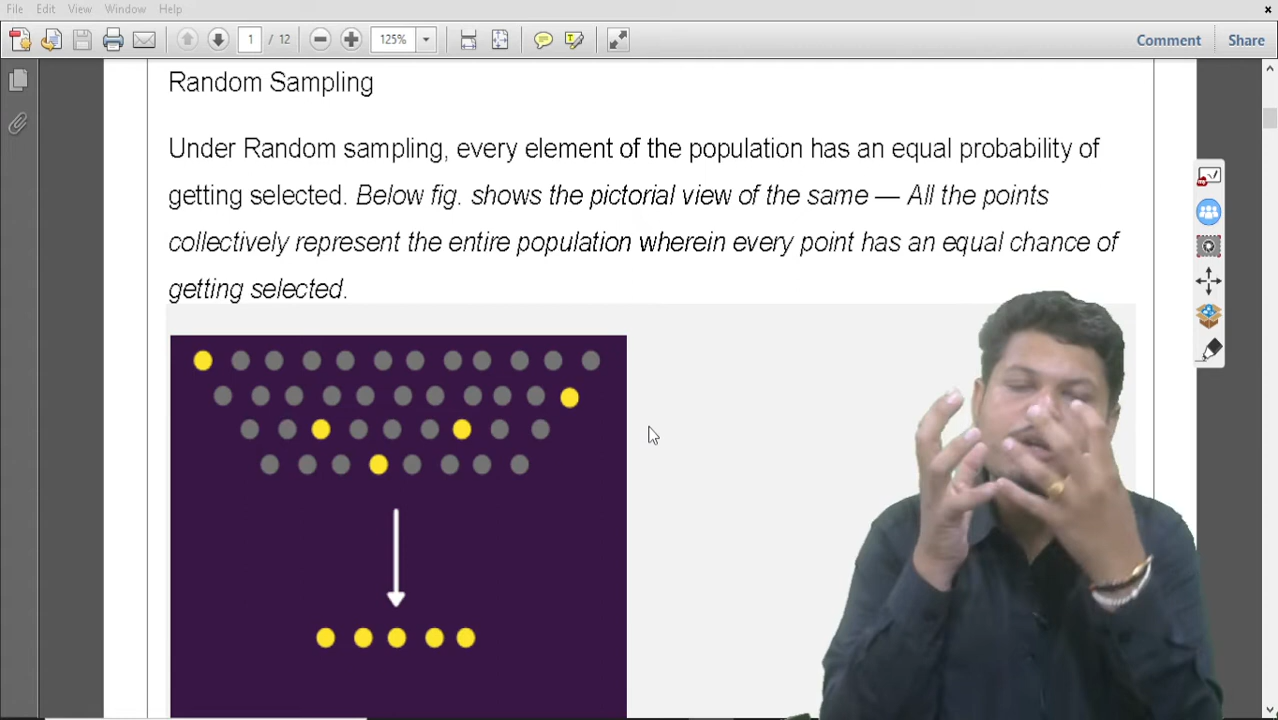 File Edit View Window Help
1 / 12 125% Comment Share
Random Sampling
Under Random sampling, every element of the population has an equal probability of
getting selected. Below fig. shows the pictorial view of the same — All the points
collectively represent the entire population wherein every point has an equal chance of
getting selected.